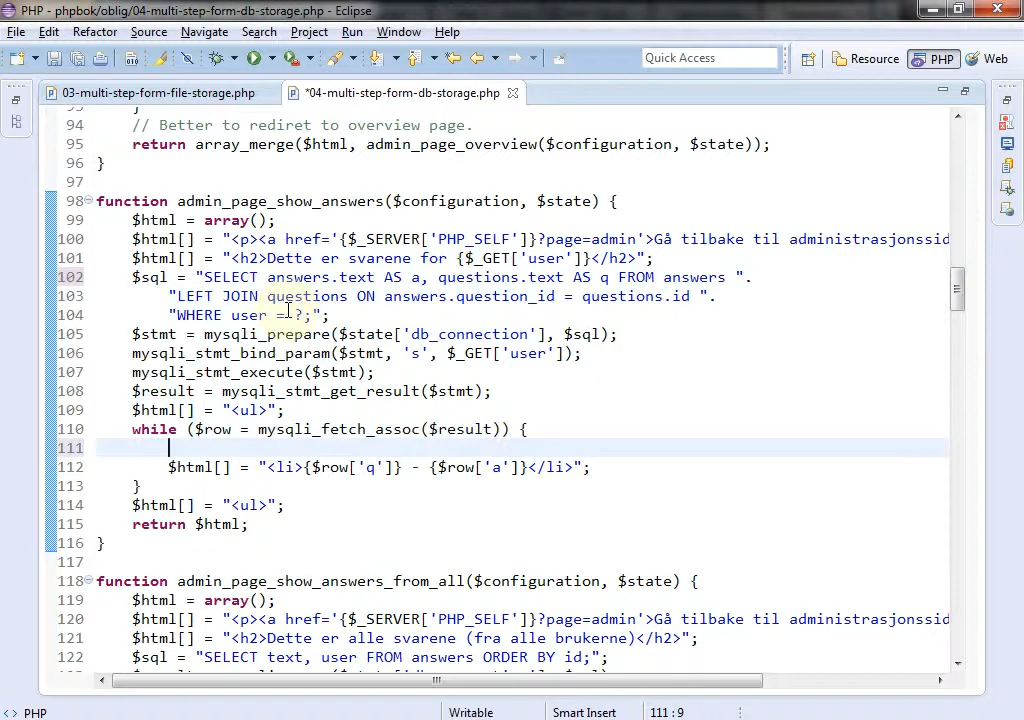 PHP - phpbok/oblig/04-multi-step-form-db-storage.php - Eclipse
File Edit Refactor Source Navigate Search Project Run Window Help
Quick Access Resource PHP Web
03-multi-step-form-file-storage.php *04-multi-step-form-db-storage.php
94 // Better to rediret to overview page.
95 return array_merge($html, admin_page_overview($configuration, $state));
96 }
97
98 function admin_page_show_answers($configuration, $state) {
99 $html = array();
100 $html[] = "<p><a href='{$_SERVER['PHP_SELF']}?page=admin'>Gå tilbake til administrasjonssid
101 $html[] = "<h2>Dette er svarene for {$_GET['user']}</h2>";
102 $sql = "SELECT answers.text AS a, questions.text AS q FROM answers ".
103 "LEFT JOIN questions ON answers.question_id = questions.id ".
104 "WHERE user = ?;";
105 $stmt = mysqli_prepare($state['db_connection'], $sql);
106 mysqli_stmt_bind_param($stmt, 's', $_GET['user']);
107 mysqli_stmt_execute($stmt);
108 $result = mysqli_stmt_get_result($stmt);
109 $html[] = "<ul>";
110 while ($row = mysqli_fetch_assoc($result)) {
111
112 $html[] = "<li>{$row['q']} - {$row['a']}</li>";
113 }
114 $html[] = "<ul>";
115 return $html;
116 }
117
118 function admin_page_show_answers_from_all($configuration, $state) {
119 $html = array();
120 $html[] = "<p><a href='{$_SERVER['PHP_SELF']}?page=admin'>Gå tilbake til administrasjonssid
121 $html[] = "<h2>Dette er alle svarene (fra alle brukerne)</h2>";
122 $sql = "SELECT text, user FROM answers ORDER BY id;";
PHP Writable Smart Insert 111 : 9